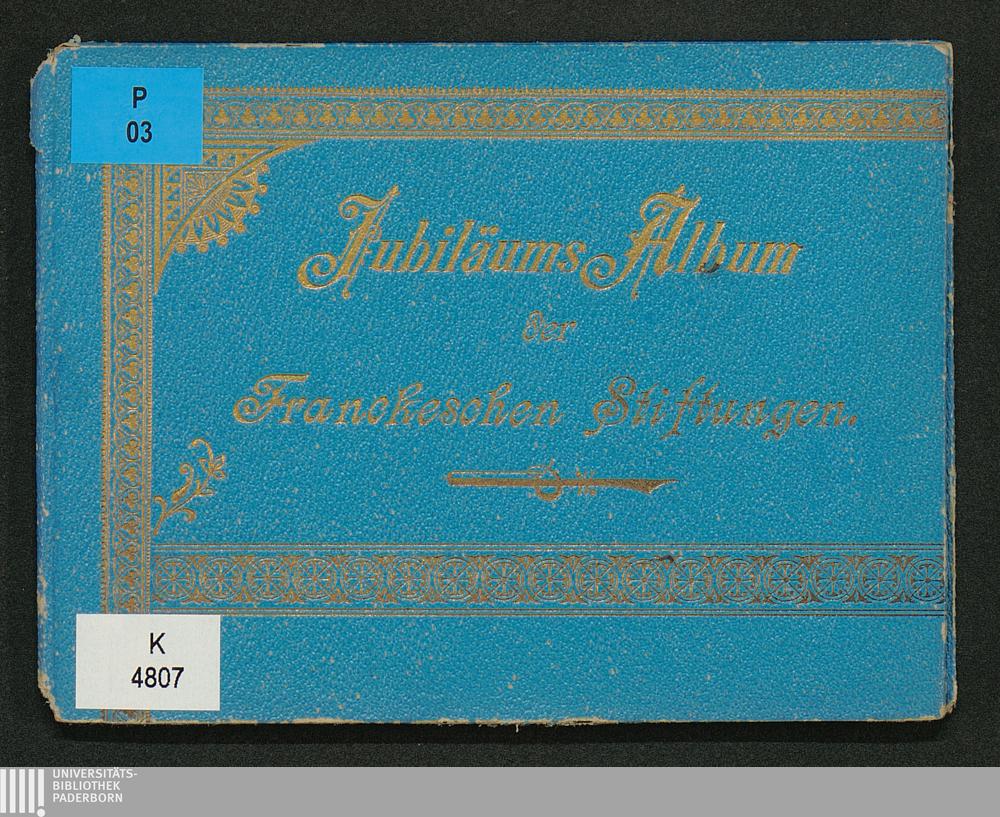 P
03
Jubiläums Album
der
Franckeschen Stiftungen.
K
4807
UNIVERSITÄTS-
BIBLIOTHEK
PADERBORN